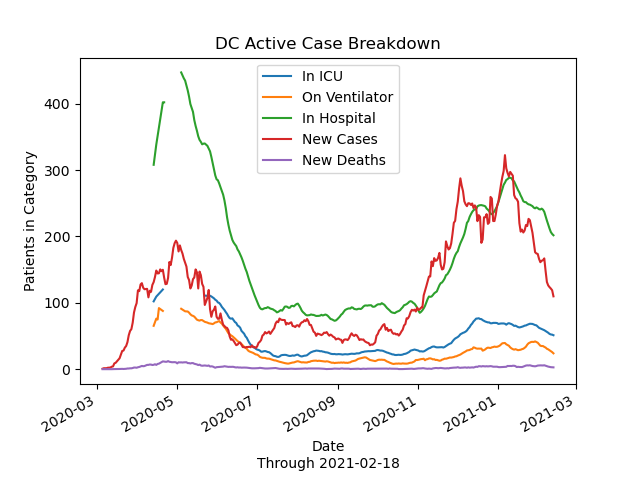 DC Active Case Breakdown
In ICU
On Ventilator
In Hospital
New Cases
New Deaths
Patients in Category
400
300
200
100
0
2020-03
2020-05
2020-07
2020-09
2020-11
2021-01
2021-03
Date
Through 2021-02-18